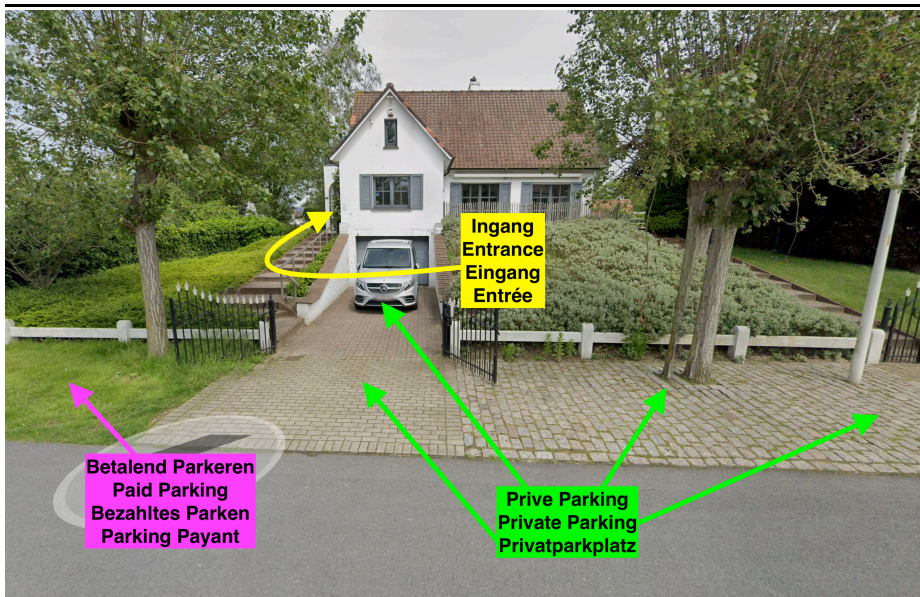 Ingang
Entrance
Eingang
Entrée
Betalend Parkeren
Paid Parking
Bezahltes Parken
Parking Payant
Prive Parking
Private Parking
Privatparkplatz